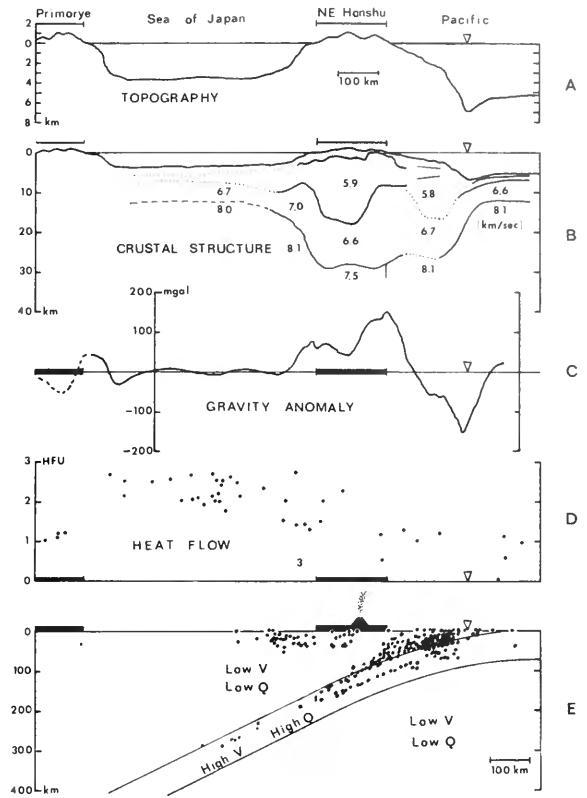 Primorye Sea of Japan NE Honshu Pacific
2
0
2
4
6
8
km
100 km
TOPOGRAPHY
A
0
10
20
30
40
km
6.7
8.0
7.0
8.1
5.9
6.6
7.5
5.8
6.7
8.1
6.6
8.1
(km/sec)
CRUSTAL STRUCTURE
B
200
mgal
100
0
-100
-200
GRAVITY ANOMALY
C
3
HFU
2
1
0
HEAT FLOW
3
D
0
100
200
300
400
km
Low V
Low Q
High V
High Q
Low V
Low Q
100 km
E